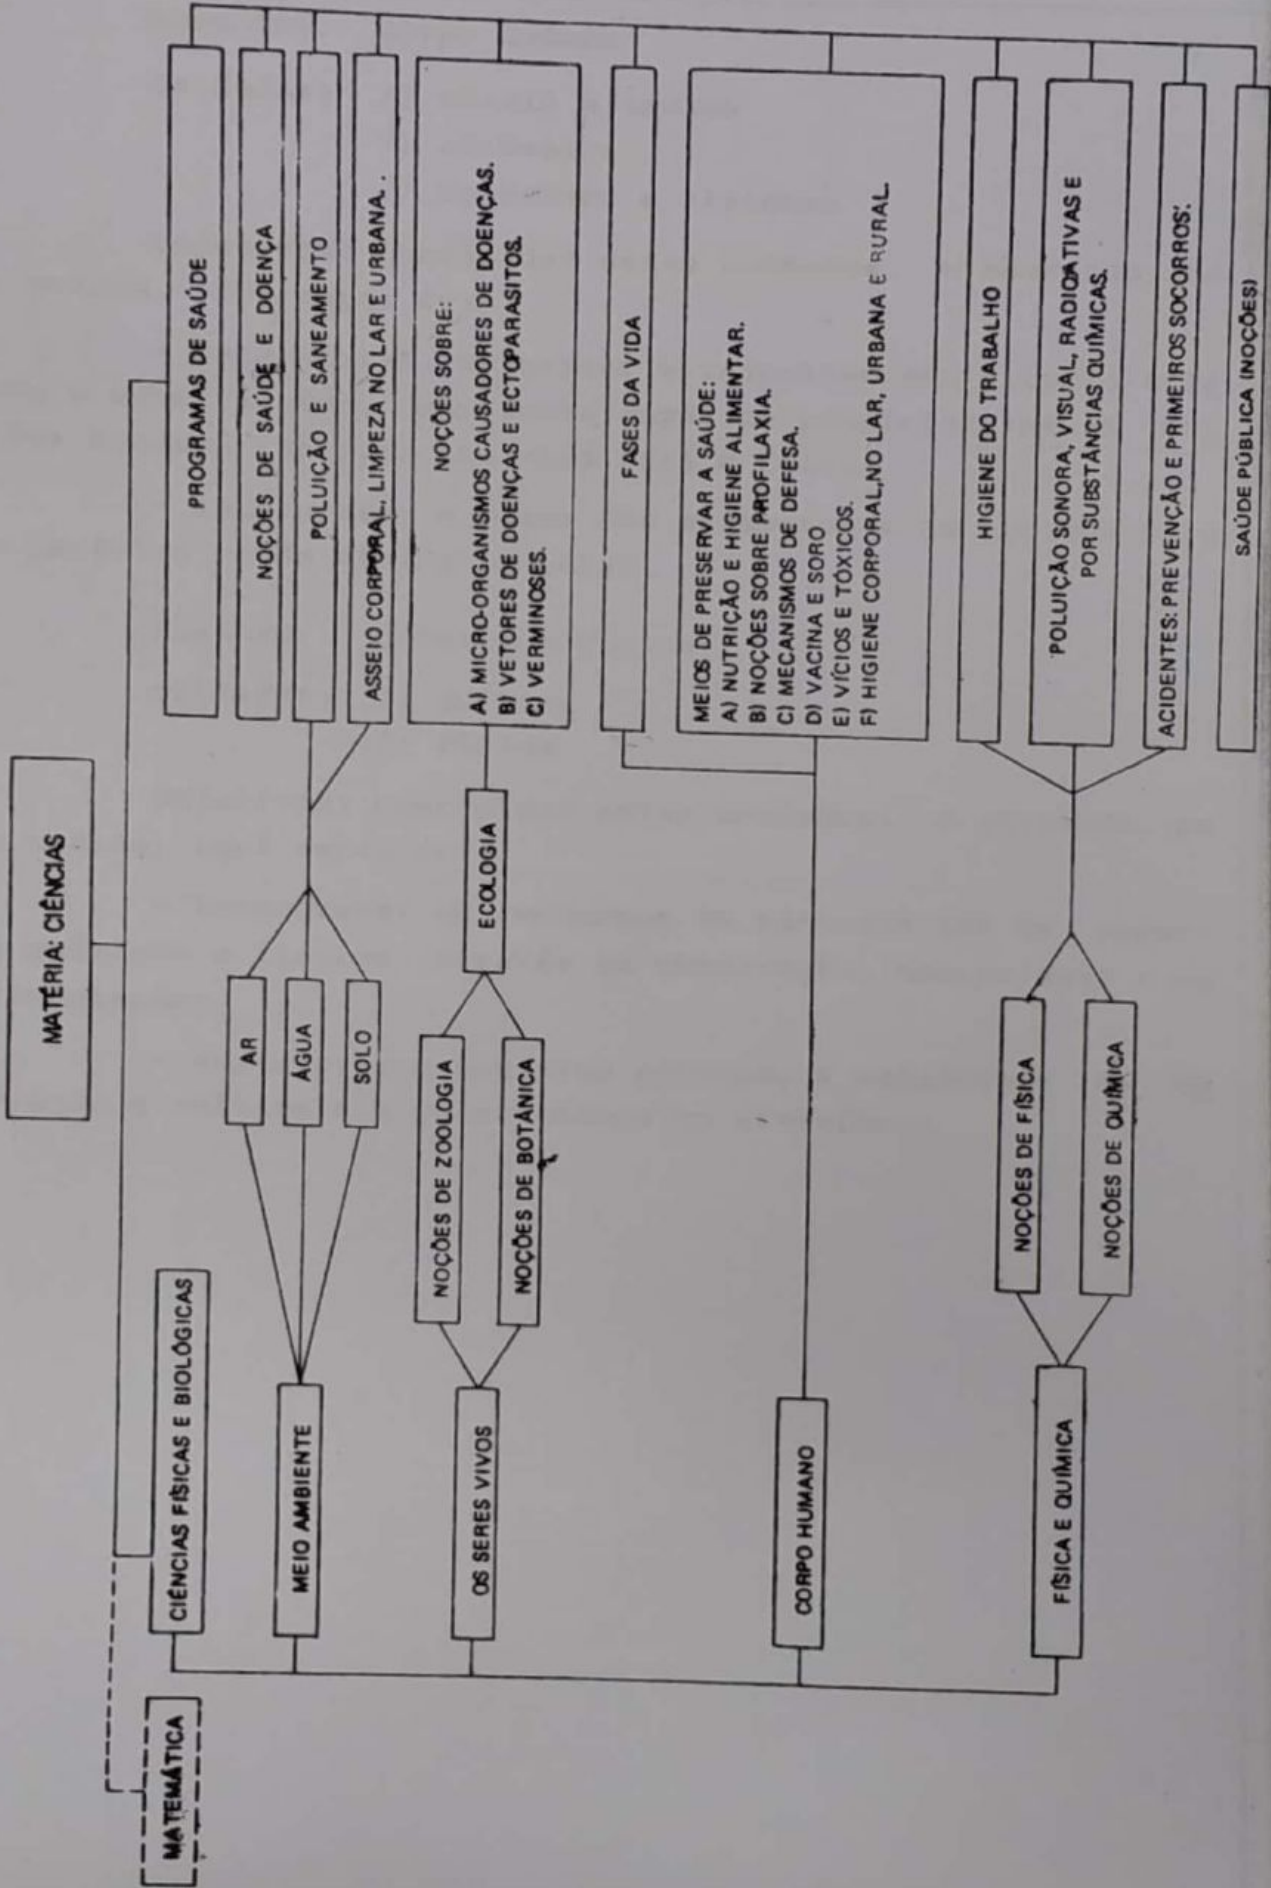 MATÉRIA: CIÊNCIAS
MATEMÁTICA
CIÊNCIAS FÍSICAS E BIOLÓGICAS
PROGRAMAS DE SAÚDE
NOÇÕES DE SAÚDE E DOENÇA
MEIO AMBIENTE
AR
ÁGUA
SOLO
POLUIÇÃO E SANEAMENTO
ASSEIO CORPORAL, LIMPEZA NO LAR E URBANA. .
OS SERES VIVOS
NOÇÕES DE ZOOLOGIA
NOÇÕES DE BOTÂNICA
ECOLOGIA
NOÇÕES SOBRE:
A) MICRO-ORGANISMOS CAUSADORES DE DOENÇAS.
B) VETORES DE DOENÇAS E ECTOPARASITOS.
C) VERMINOSES.
FASES DA VIDA
CORPO HUMANO
MEIOS DE PRESERVAR A SAÚDE:
A) NUTRIÇÃO E HIGIENE ALIMENTAR.
B) NOÇÕES SOBRE PROFILAXIA.
C) MECANISMOS DE DEFESA.
D) VACINA E SORO
E) VÍCIOS E TÓXICOS.
F) HIGIENE CORPORAL, NO LAR, URBANA E RURAL.
FÍSICA E QUÍMICA
NOÇÕES DE FÍSICA
NOÇÕES DE QUÍMICA
HIGIENE DO TRABALHO
POLUIÇÃO SONORA, VISUAL, RADIOATIVAS E
POR SUBSTÂNCIAS QUÍMICAS.
ACIDENTES: PREVENÇÃO E PRIMEIROS SOCORROS'.
SAÚDE PÚBLICA INOÇÕES)